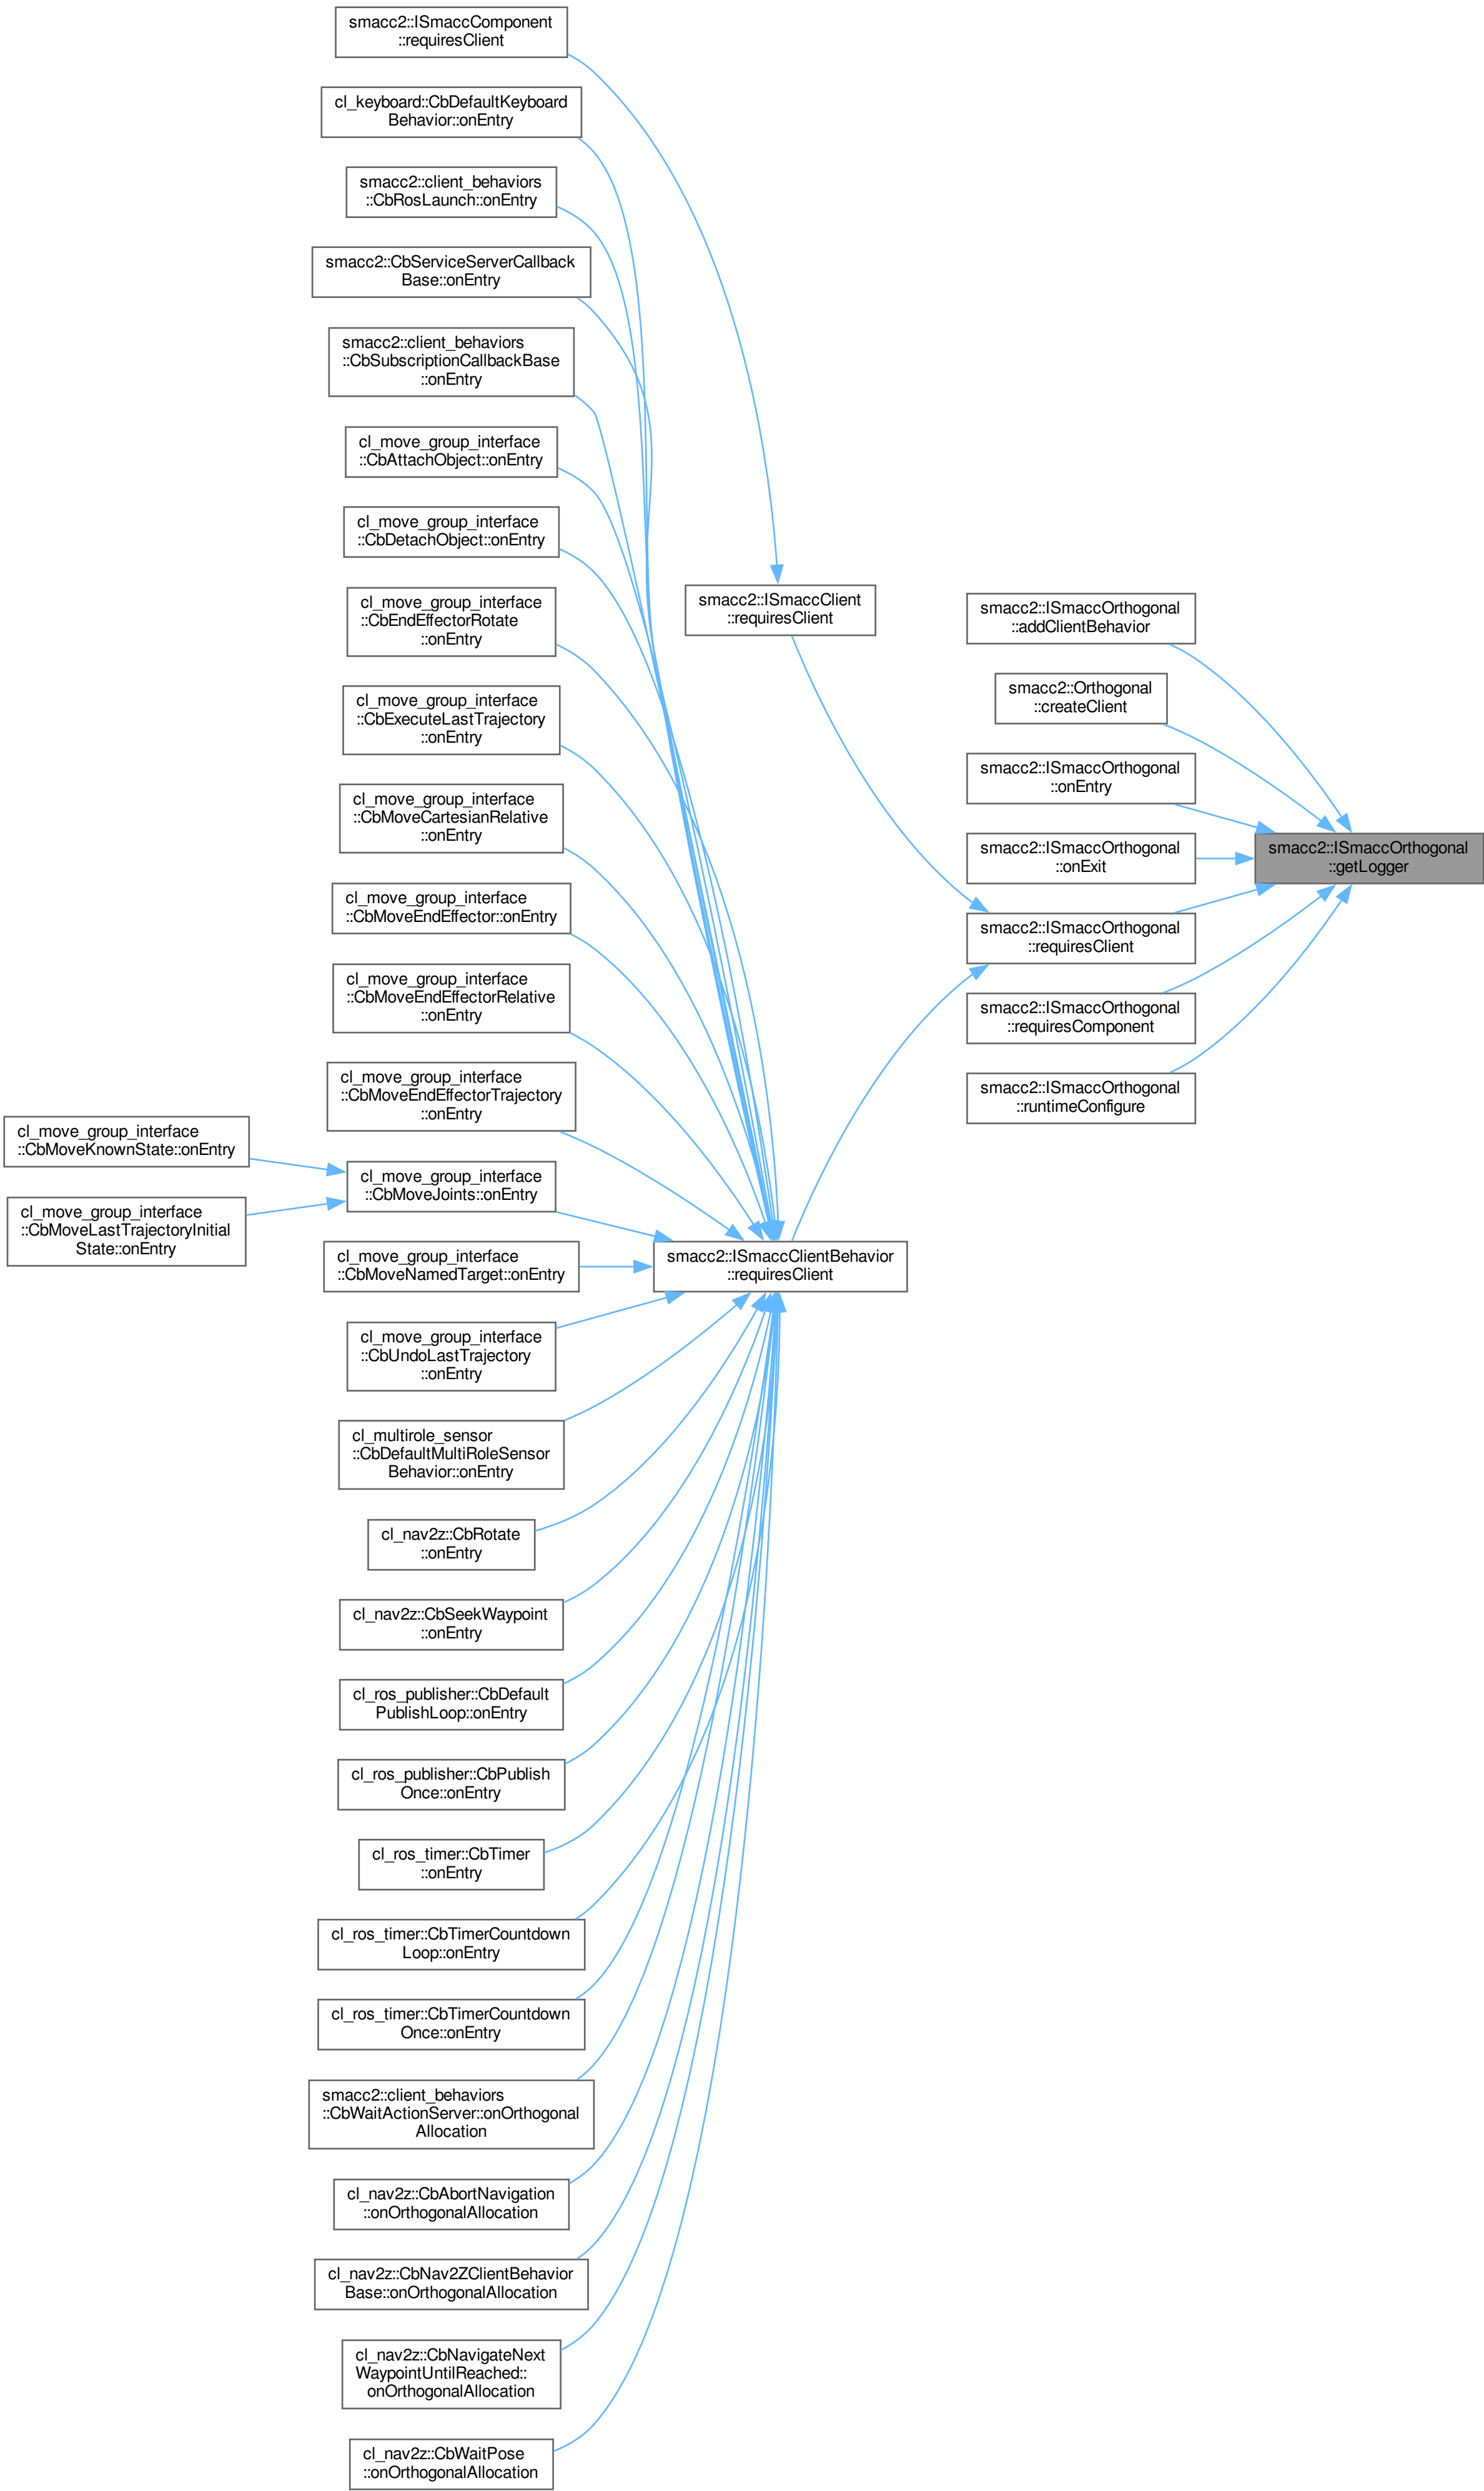 smacc2::ISmaccComponent
::requiresClient
cl_keyboard::CbDefaultKeyboard
Behavior::onEntry
smacc2::client_behaviors
::CbRosLaunch::onEntry
smacc2::CbServiceServerCallback
Base::onEntry
smacc2::client_behaviors
::CbSubscriptionCallbackBase
::onEntry
cl_move_group_interface
::CbAttachObject::onEntry
cl_move_group_interface
::CbDetachObject::onEntry
cl_move_group_interface
::CbEndEffectorRotate
::onEntry
cl_move_group_interface
::CbExecuteLastTrajectory
::onEntry
cl_move_group_interface
::CbMoveCartesianRelative
::onEntry
cl_move_group_interface
::CbMoveEndEffector::onEntry
cl_move_group_interface
::CbMoveEndEffectorRelative
::onEntry
cl_move_group_interface
::CbMoveEndEffectorTrajectory
::onEntry
cl_move_group_interface
::CbMoveKnownState::onEntry
cl_move_group_interface
::CbMoveLastTrajectoryInitial
State::onEntry
cl_move_group_interface
::CbMoveJoints::onEntry
cl_move_group_interface
::CbMoveNamedTarget::onEntry
cl_move_group_interface
::CbUndoLastTrajectory
::onEntry
cl_multirole_sensor
::CbDefaultMultiRoleSensor
Behavior::onEntry
cl_nav2z::CbRotate
::onEntry
cl_nav2z::CbSeekWaypoint
::onEntry
cl_ros_publisher::CbDefault
PublishLoop::onEntry
cl_ros_publisher::CbPublish
Once::onEntry
cl_ros_timer::CbTimer
::onEntry
cl_ros_timer::CbTimerCountdown
Loop::onEntry
cl_ros_timer::CbTimerCountdown
Once::onEntry
smacc2::client_behaviors
::CbWaitActionServer::onOrthogonal
Allocation
cl_nav2z::CbAbortNavigation
::onOrthogonalAllocation
cl_nav2z::CbNav2ZClientBehavior
Base::onOrthogonalAllocation
cl_nav2z::CbNavigateNext
WaypointUntilReached::
onOrthogonalAllocation
cl_nav2z::CbWaitPose
::onOrthogonalAllocation
smacc2::ISmaccClient
::requiresClient
smacc2::ISmaccClientBehavior
::requiresClient
smacc2::ISmaccOrthogonal
::addClientBehavior
smacc2::Orthogonal
::createClient
smacc2::ISmaccOrthogonal
::onEntry
smacc2::ISmaccOrthogonal
::onExit
smacc2::ISmaccOrthogonal
::requiresClient
smacc2::ISmaccOrthogonal
::requiresComponent
smacc2::ISmaccOrthogonal
::runtimeConfigure
smacc2::ISmaccOrthogonal
::getLogger